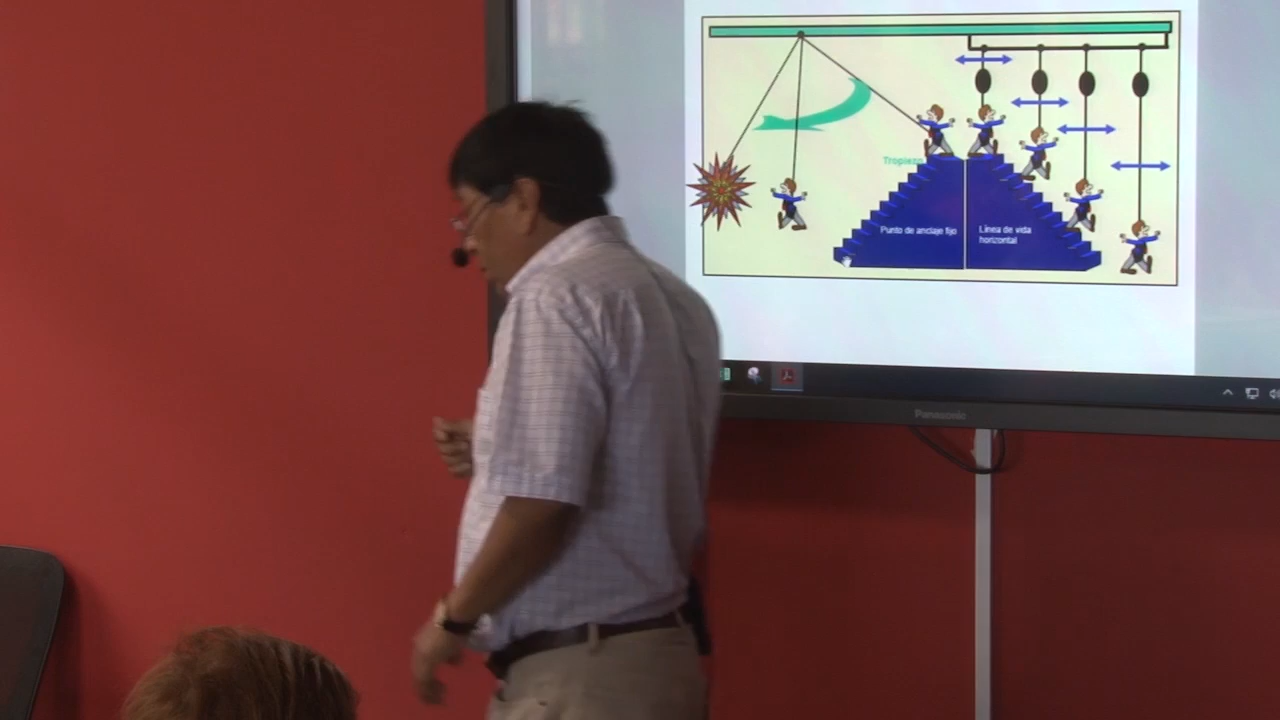 Tropiezo
Punto de anclaje fijo
Línea de vida
horizontal
Panasonic